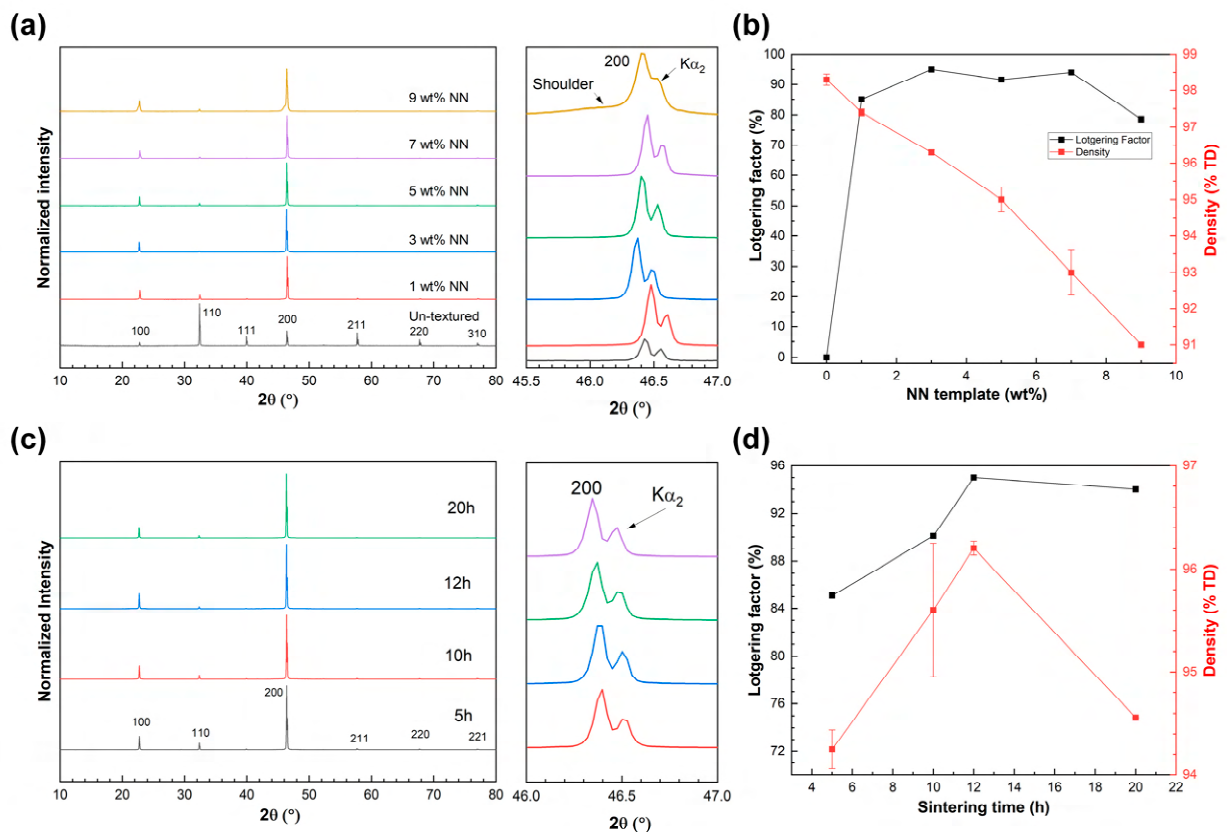 (a)
Normalized intensity
9 wt% NN
7 wt% NN
5 wt% NN
3 wt% NN
1 wt% NN
Un-textured
100
110
111
200
211
220
310
10 20 30 40 50 60 70 80
2θ (°)
200
Kα₂
Shoulder
45.5 46.0 46.5 47.0
2θ (°)
(b)
Lotgering factor (%)
100
90
80
70
60
50
40
30
20
10
0
Lotgering Factor
Density
99
98
97
96
95
94
93
92
91
Density (% TD)
0 2 4 6 8 10
NN template (wt%)
(c)
Normalized Intensity
20h
12h
10h
5h
100
110
200
211
220
221
10 20 30 40 50 60 70 80
2θ (°)
200
Kα₂
46.0 46.5 47.0
2θ (°)
(d)
Lotgering factor (%)
96
92
88
84
80
76
72
97
96
95
94
Density (% TD)
4 6 8 10 12 14 16 18 20 22
Sintering time (h)